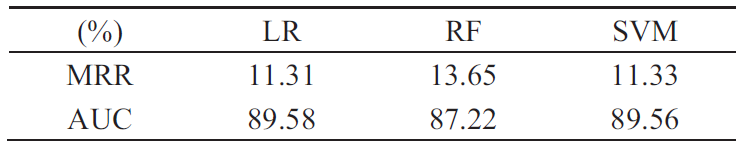 (%) LR RF SVM
MRR 11.31 13.65 11.33
AUC 89.58 87.22 89.56